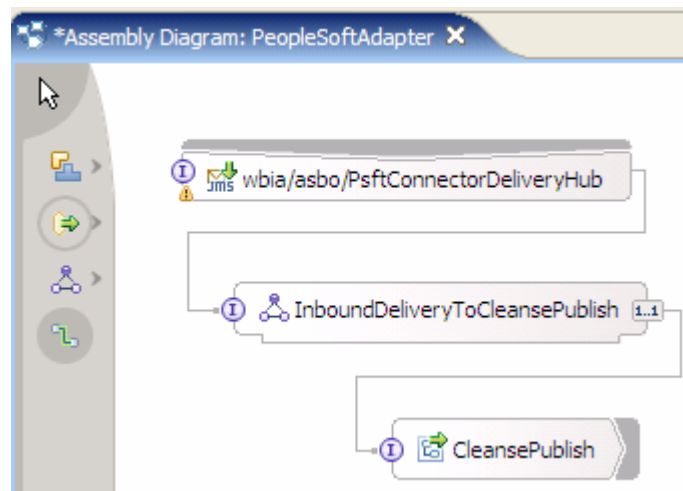 *Assembly Diagram: PeopleSoftAdapter
I JMS wbia/asbo/PsftConnectorDeliveryHub
I InboundDeliveryToCleansePublish 1..1
I CleansePublish